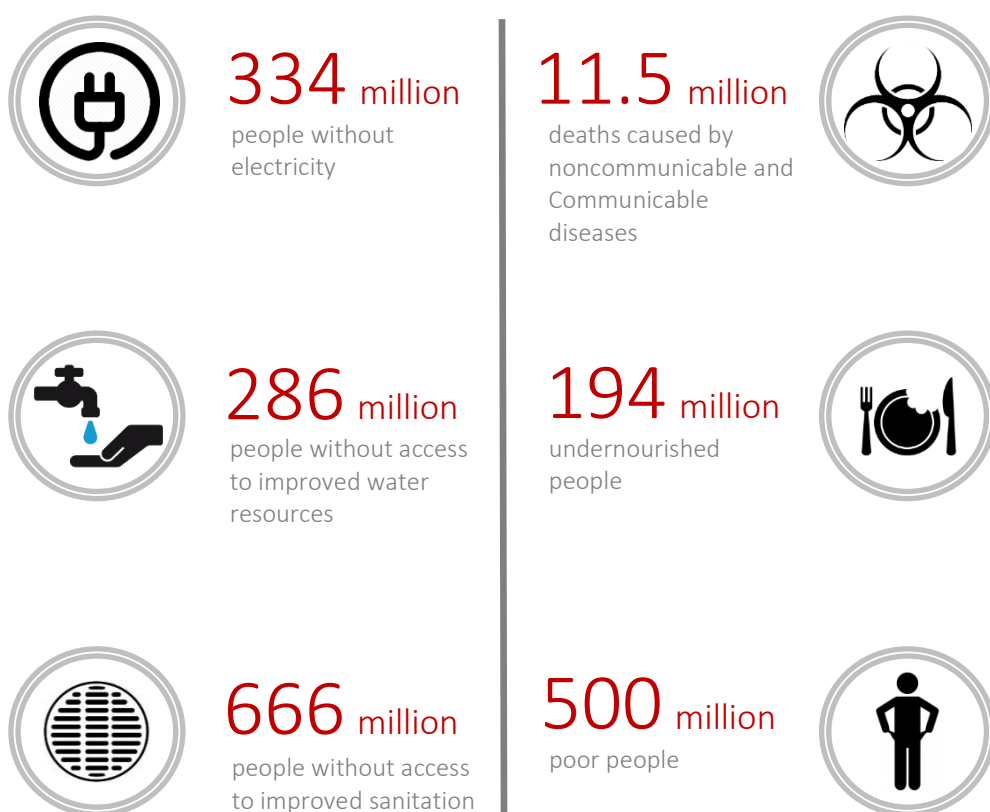 334 million
people without
electricity
286 million
people without access
to improved water
resources
666 million
people without access
to improved sanitation
11.5 million
deaths caused by
noncommunicable and
Communicable
diseases
194 million
undernourished
people
500 million
poor people